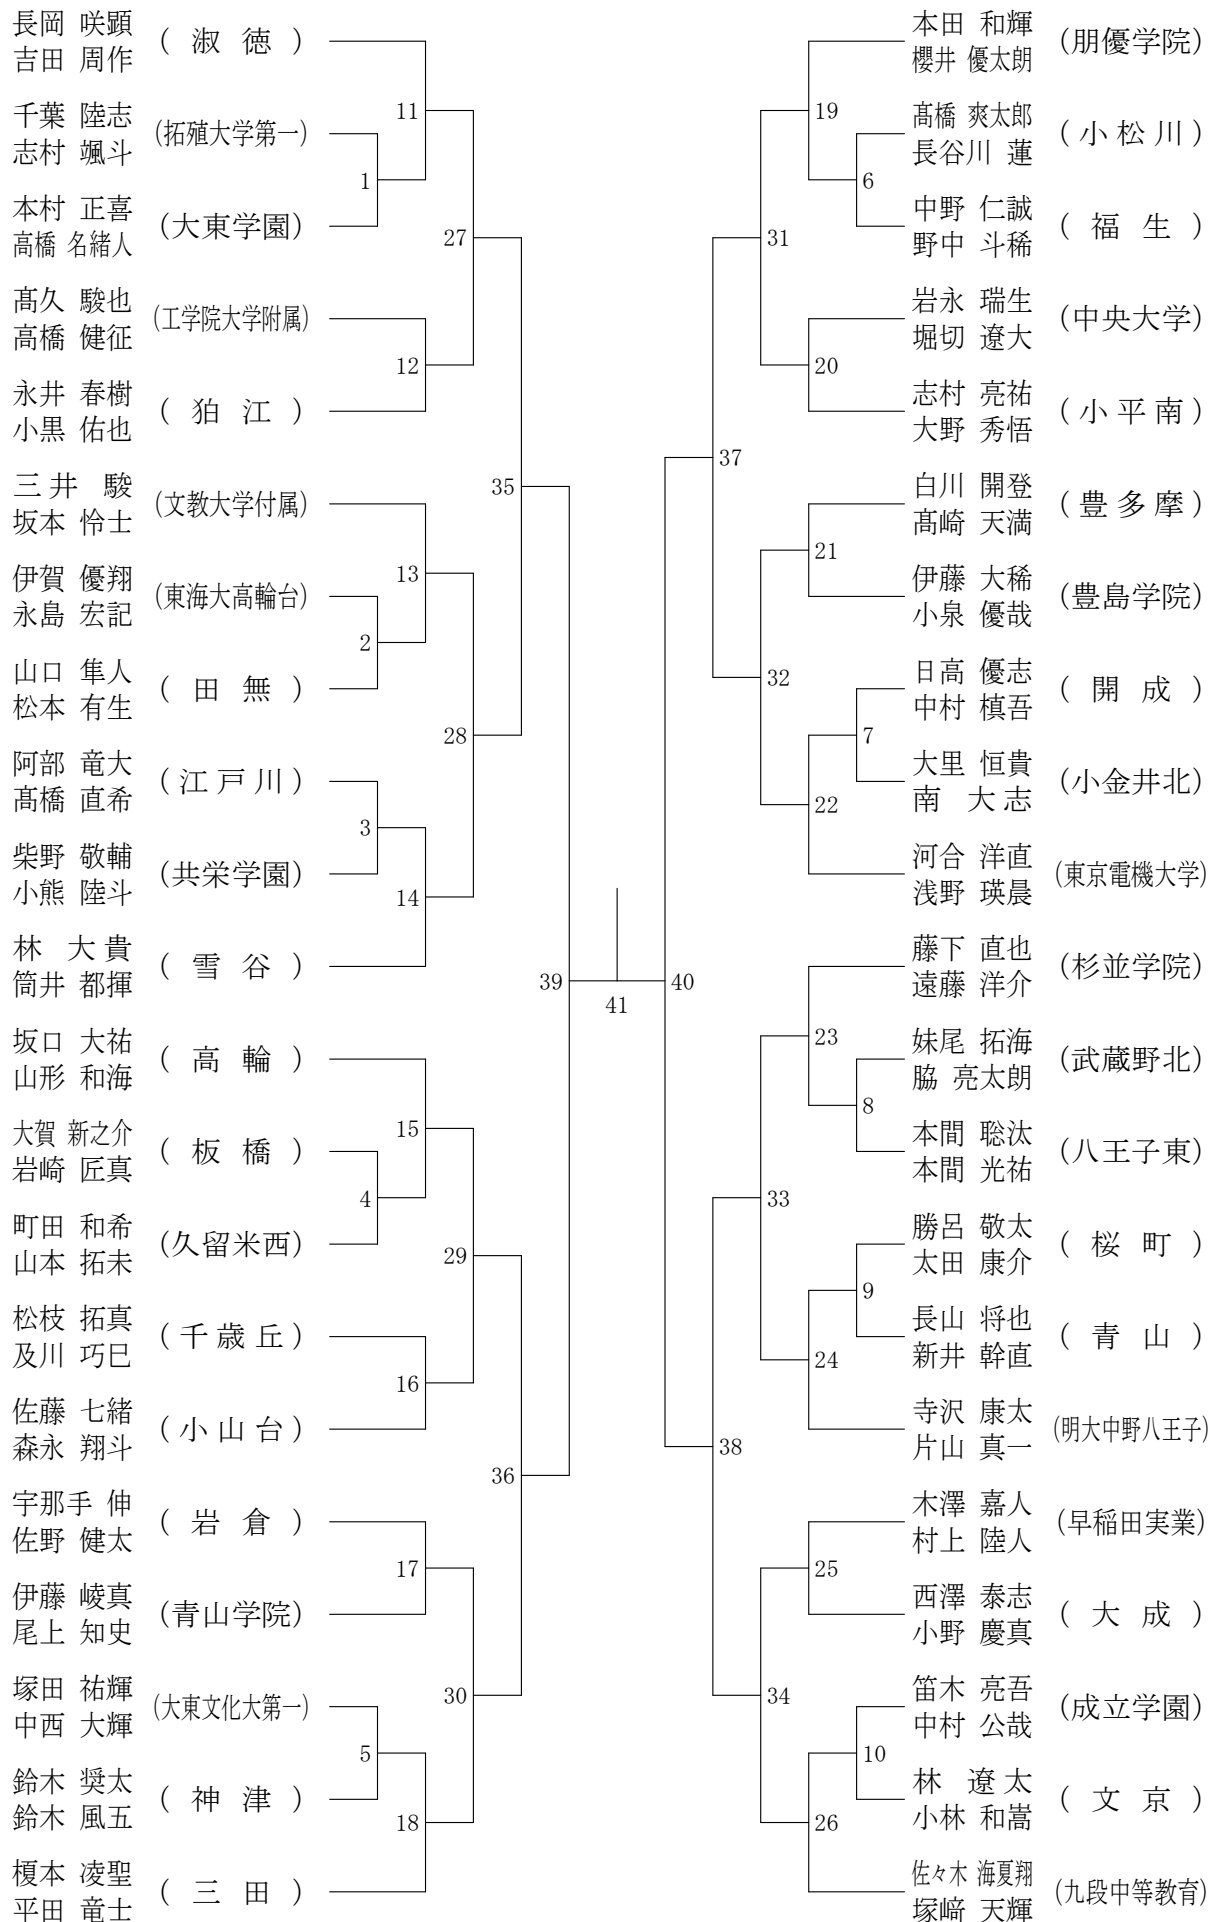 長岡 咲顕
吉田 周作
( 淑 徳 )
千葉 陸志
志村 颯斗
(拓殖大学第一)
本村 正喜
高橋 名緒人
(大東学園)
髙久 駿也
高橋 健征
(工学院大学附属)
永井 春樹
小黒 佑也
( 狛 江 )
三井 駿
坂本 怜士
(文教大学付属)
伊賀 優翔
永島 宏記
(東海大高輪台)
山口 隼人
松本 有生
( 田 無 )
阿部 竜大
髙橋 直希
(江戸川)
柴野 敬輔
小熊 陸斗
(共栄学園)
林 大貴
筒井 都揮
( 雪 谷 )
坂口 大祐
山形 和海
( 高 輪 )
大賀 新之介
岩崎 匠真
( 板 橋 )
町田 和希
山本 拓未
(久留米西)
松枝 拓真
及川 巧巳
(千歳丘)
佐藤 七緒
森永 翔斗
(小山台)
宇那手 伸
佐野 健太
( 岩 倉 )
伊藤 崚真
尾上 知史
(青山学院)
塚田 祐輝
中西 大輝
(大東文化大第一)
鈴木 奨太
鈴木 風五
( 神 津 )
榎本 凌聖
平田 竜士
( 三 田 )
1
2
3
4
5
11
12
13
14
15
16
17
18
27
28
29
30
35
36
39
41
40
37
38
31
32
33
34
19
20
21
22
23
24
25
26
6
7
8
9
10
本田 和輝
櫻井 優太朗
(朋優学院)
髙橋 爽太郎
長谷川 蓮
(小松川)
中野 仁誠
野中 斗稀
( 福 生 )
岩永 瑞生
堀切 遼大
(中央大学)
志村 亮祐
大野 秀悟
(小平南)
白川 開登
髙崎 天満
(豊多摩)
伊藤 大稀
小泉 優哉
(豊島学院)
日高 優志
中村 槙吾
( 開 成 )
大里 恒貴
南 大志
(小金井北)
河合 洋直
浅野 瑛晨
(東京電機大学)
藤下 直也
遠藤 洋介
(杉並学院)
妹尾 拓海
脇 亮太朗
(武蔵野北)
本間 聡汰
本間 光祐
(八王子東)
勝呂 敬太
太田 康介
( 桜 町 )
長山 将也
新井 幹直
( 青 山 )
寺沢 康太
片山 真一
(明大中野八王子)
木澤 嘉人
村上 陸人
(早稲田実業)
西澤 泰志
小野 慶真
( 大 成 )
笛木 亮吾
中村 公哉
(成立学園)
林 遼太
小林 和嵩
( 文 京 )
佐々木 海夏翔
塚﨑 天輝
(九段中等教育)